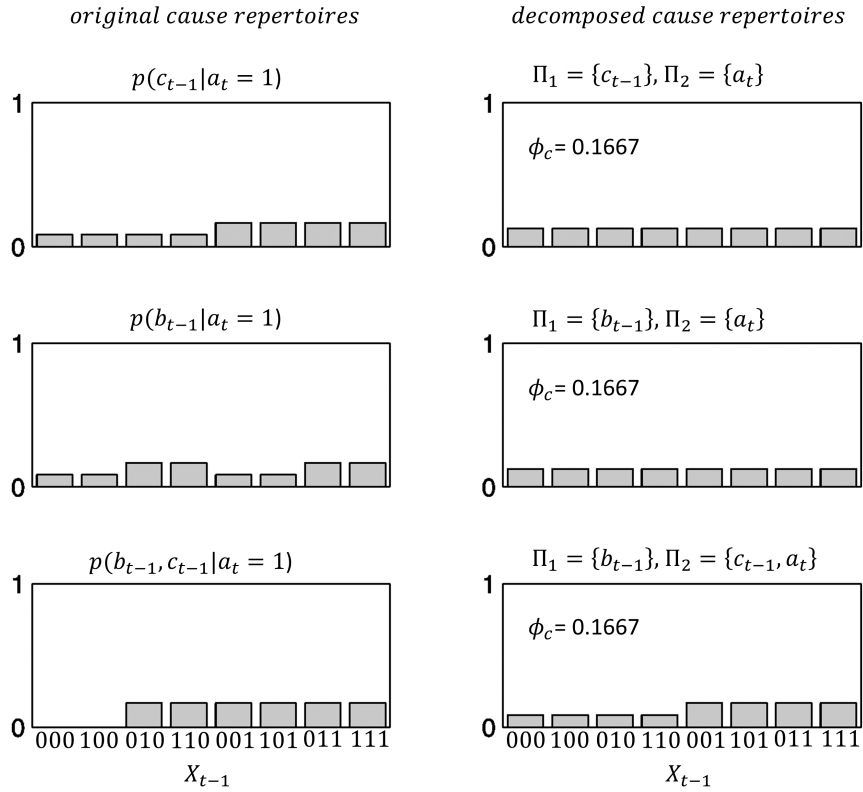 original cause repertoires
decomposed cause repertoires
p(c_{t−1}|a_t = 1)
Π_1 = {c_{t−1}}, Π_2 = {a_t}
1
ϕ_c= 0.1667
0
1
0
p(b_{t−1}|a_t = 1)
Π_1 = {b_{t−1}}, Π_2 = {a_t}
1
ϕ_c= 0.1667
0
1
0
p(b_{t−1}, c_{t−1}|a_t = 1)
Π_1 = {b_{t−1}}, Π_2 = {c_{t−1}, a_t}
1
ϕ_c= 0.1667
0
1
0
000 100 010 110 001 101 011 111
000 100 010 110 001 101 011 111
X_{t−1}
X_{t−1}